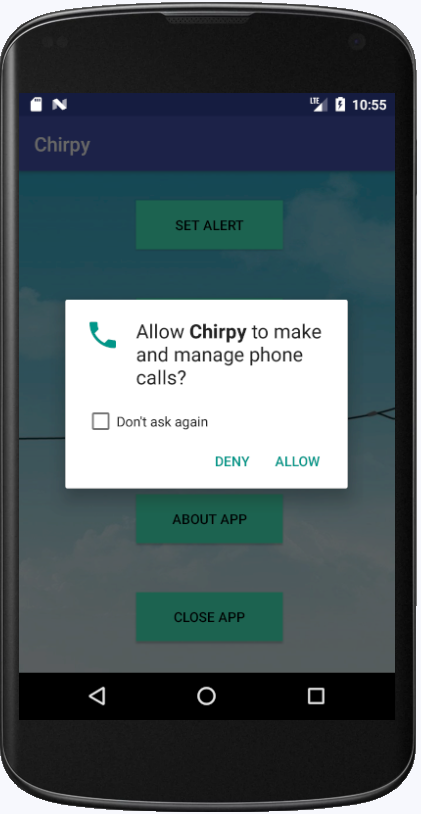 LTE 10:55
Chirpy
SET ALERT
Allow Chirpy to make
and manage phone
calls?
Don't ask again
DENY ALLOW
ABOUT APP
CLOSE APP